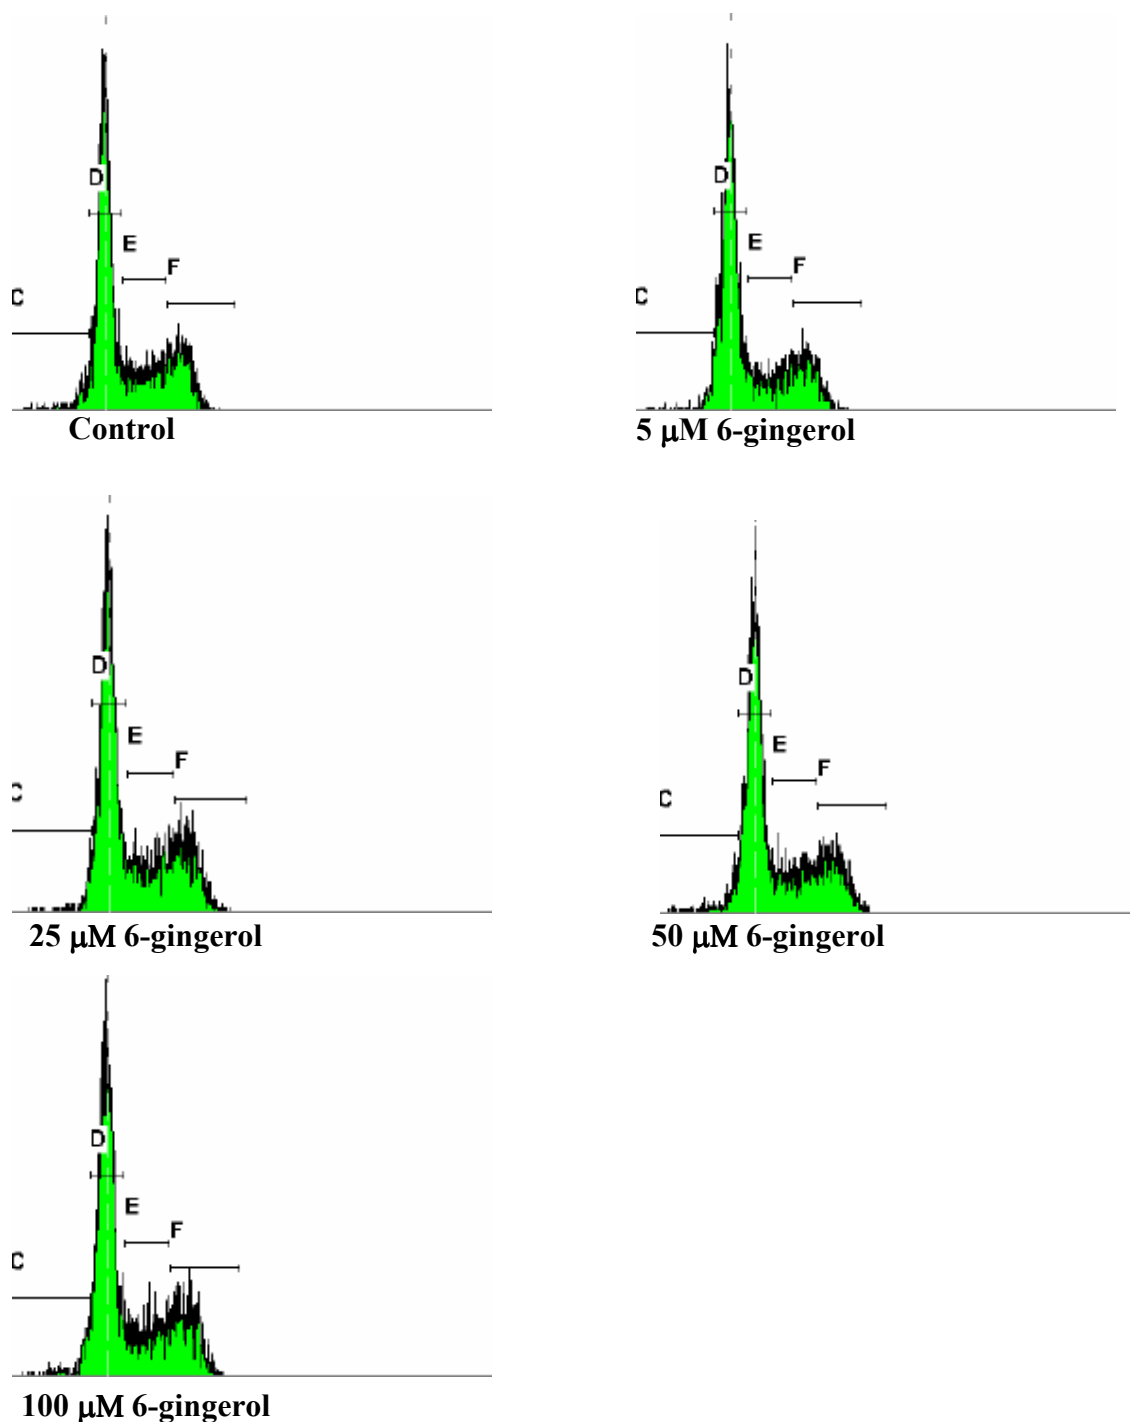 D
E
F
C
Control
D
E
F
C
5 μM 6-gingerol
D
E
F
C
25 μM 6-gingerol
D
E
F
C
50 μM 6-gingerol
D
E
F
C
100 μM 6-gingerol